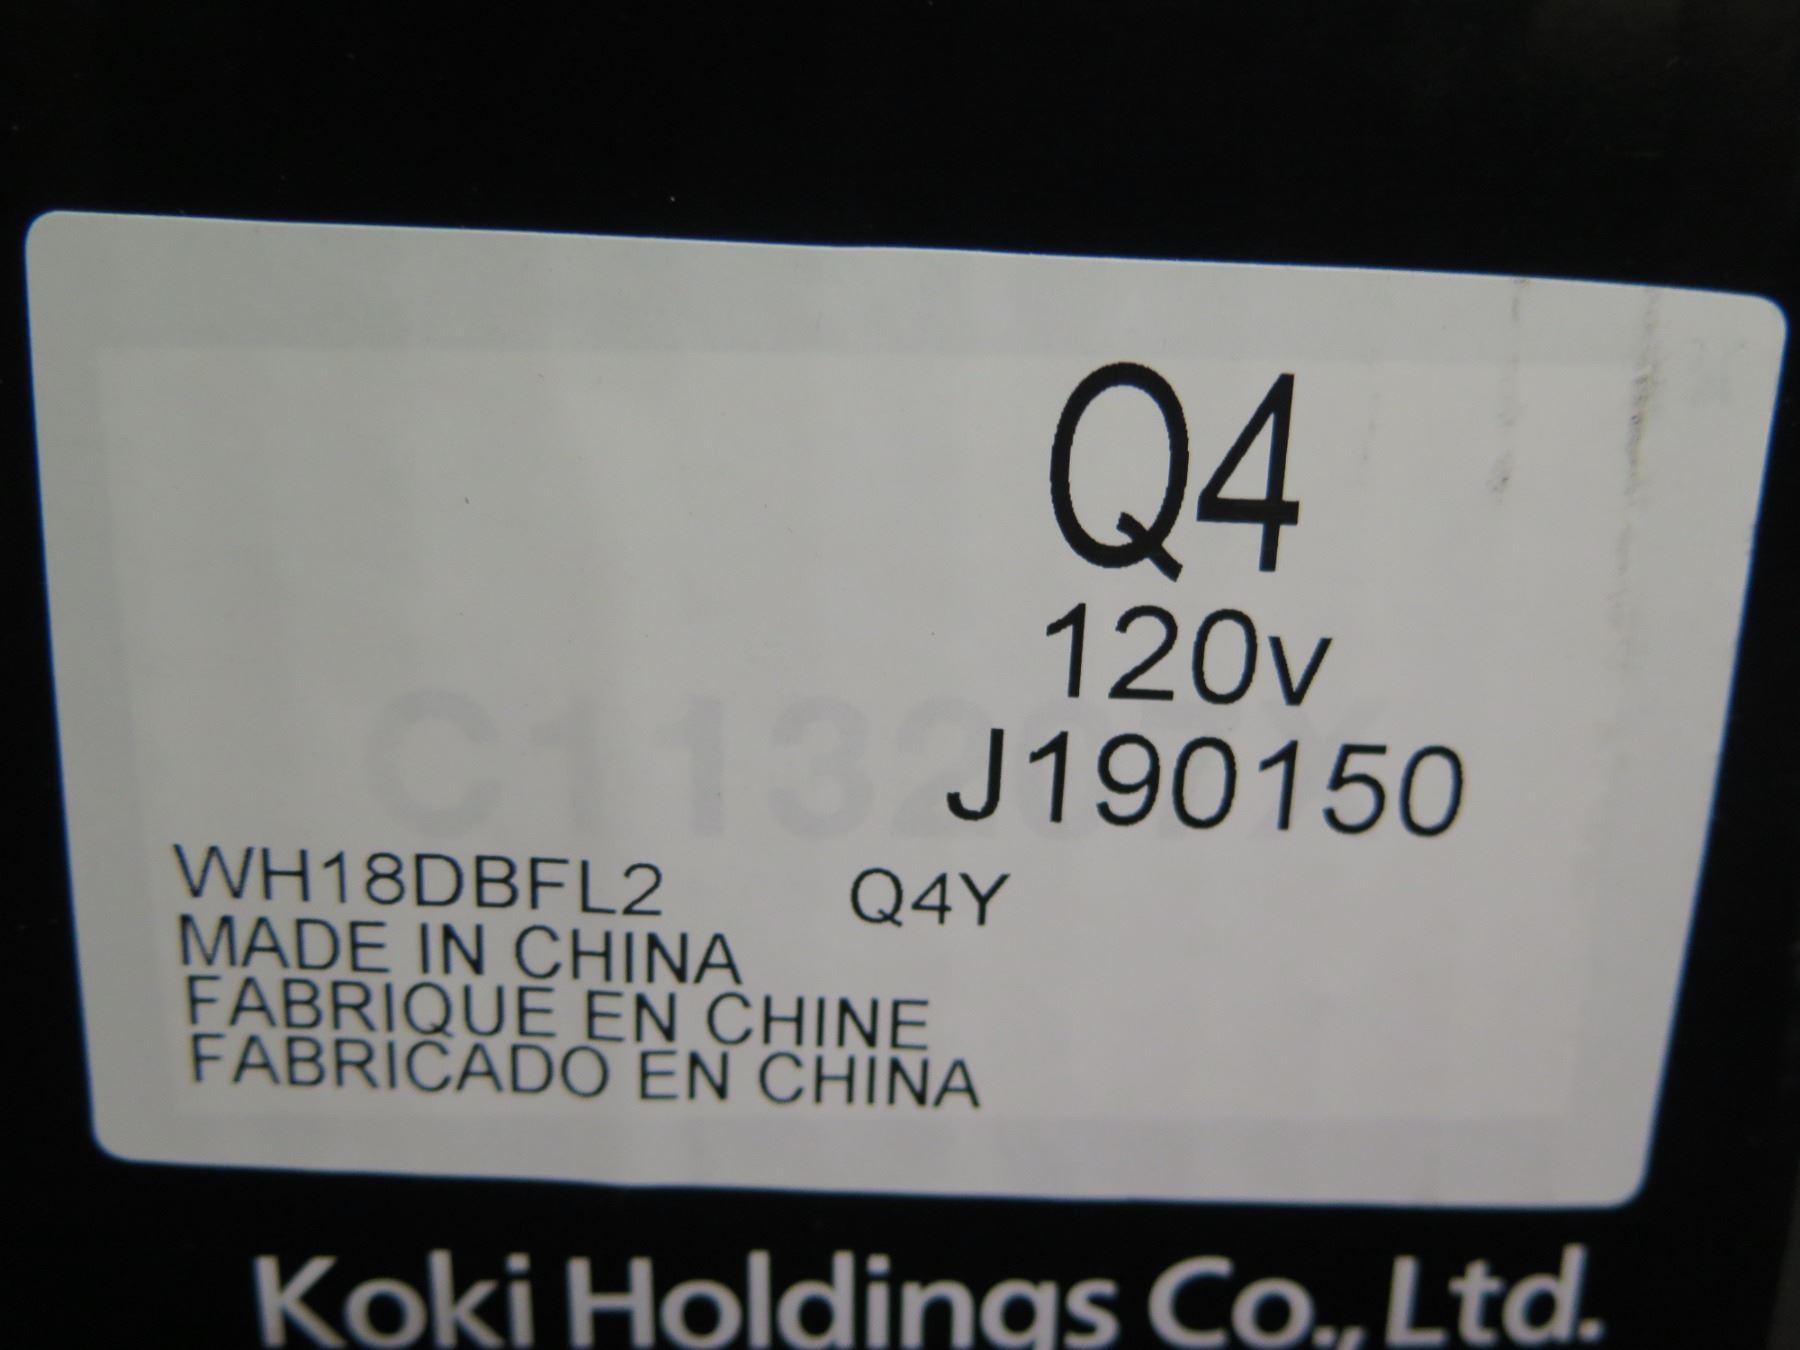 Q4
120v
J190150
WH18DBFL2 Q4Y
MADE IN CHINA
FABRIQUE EN CHINE
FABRICADO EN CHINA
Koki Holdings Co., Ltd.